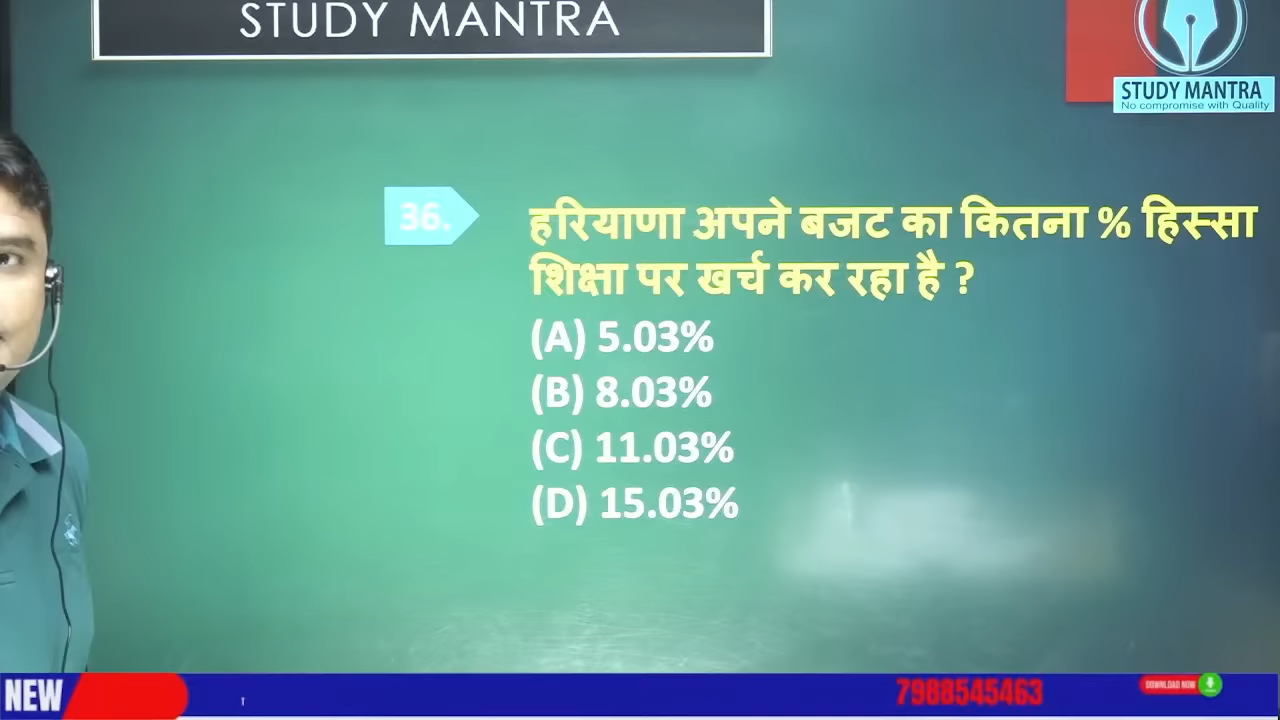 STUDY MANTRA
STUDY MANTRA
No compromise with Quality
36.
हरियाणा अपने बजट का कितना % हिस्सा
शिक्षा पर खर्च कर रहा है ?
(A) 5.03%
(B) 8.03%
(C) 11.03%
(D) 15.03%
NEW
7988545463
DOWNLOAD NOW